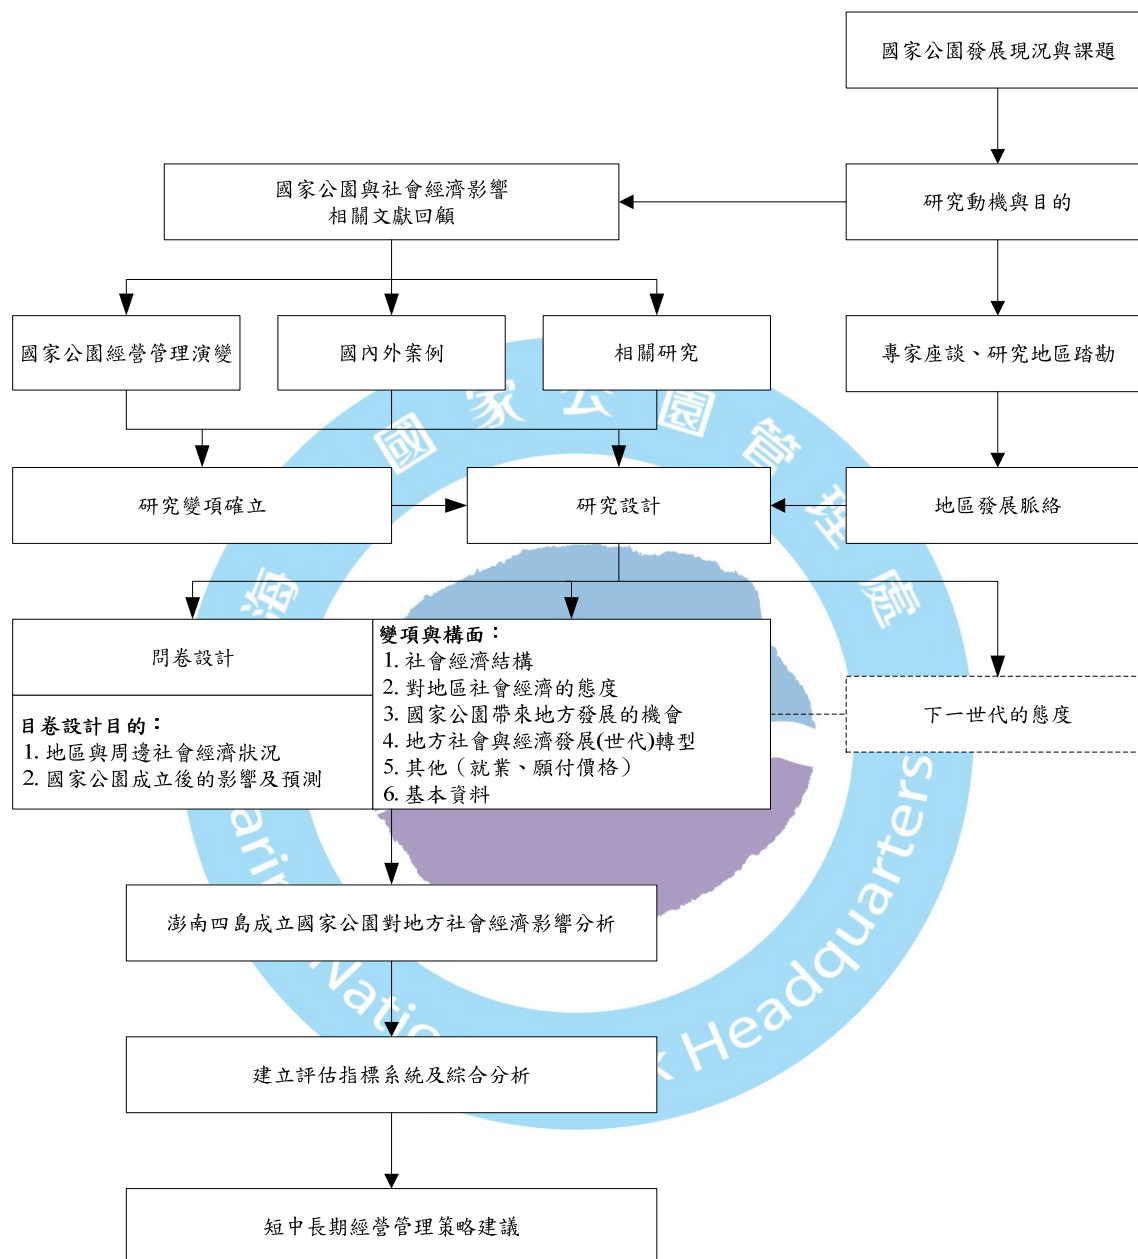 國家公園發展現況與課題
國家公園與社會經濟影響
相關文獻回顧
研究動機與目的
國家公園經營管理演變
國內外案例
相關研究
專家座談、研究地區踏勘
研究變項確立
研究設計
地區發展脈絡
問卷設計
目卷設計目的：
1. 地區與周邊社會經濟狀況
2. 國家公園成立後的影響及預測
變項與構面：
1. 社會經濟結構
2. 對地區社會經濟的態度
3. 國家公園帶來地方發展的機會
4. 地方社會與經濟發展(世代)轉型
5. 其他（就業、願付價格）
6. 基本資料
下一世代的態度
澎南四島成立國家公園對地方社會經濟影響分析
建立評估指標系統及綜合分析
短中長期經營管理策略建議
海 國家公園管理處
Headquarters